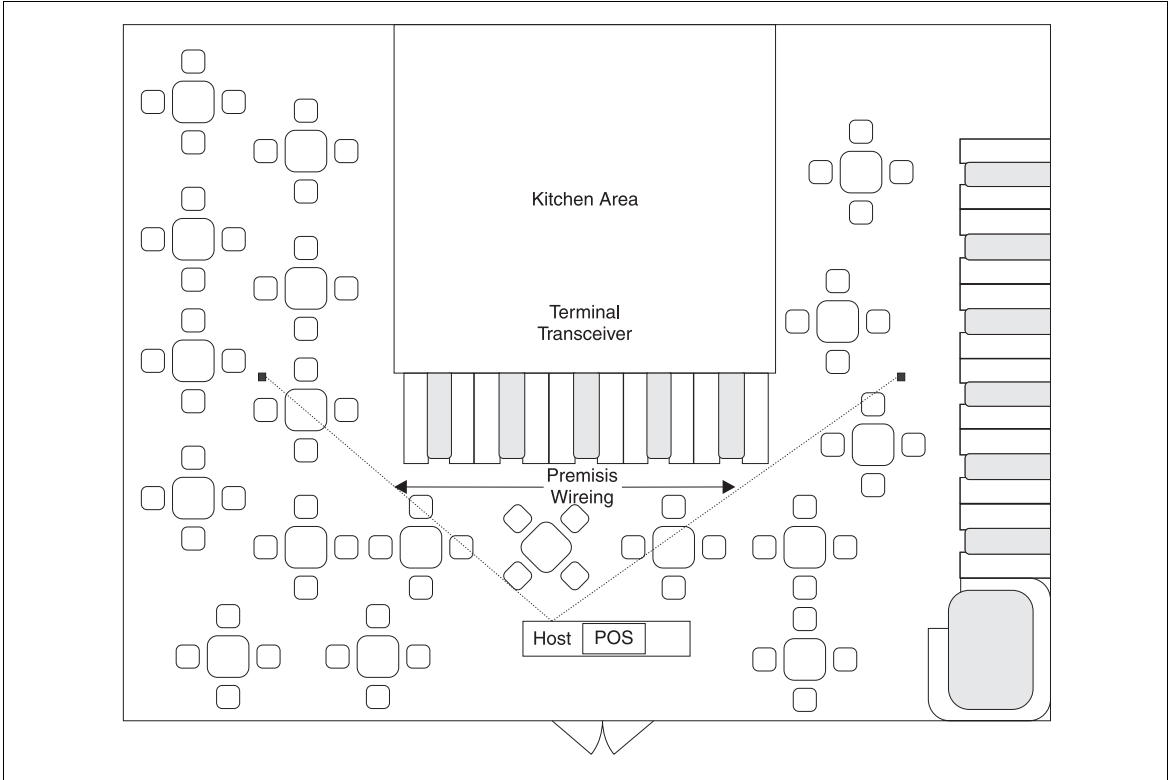 Kitchen Area
Terminal
Transceiver
Premisis
Wireing
Host POS